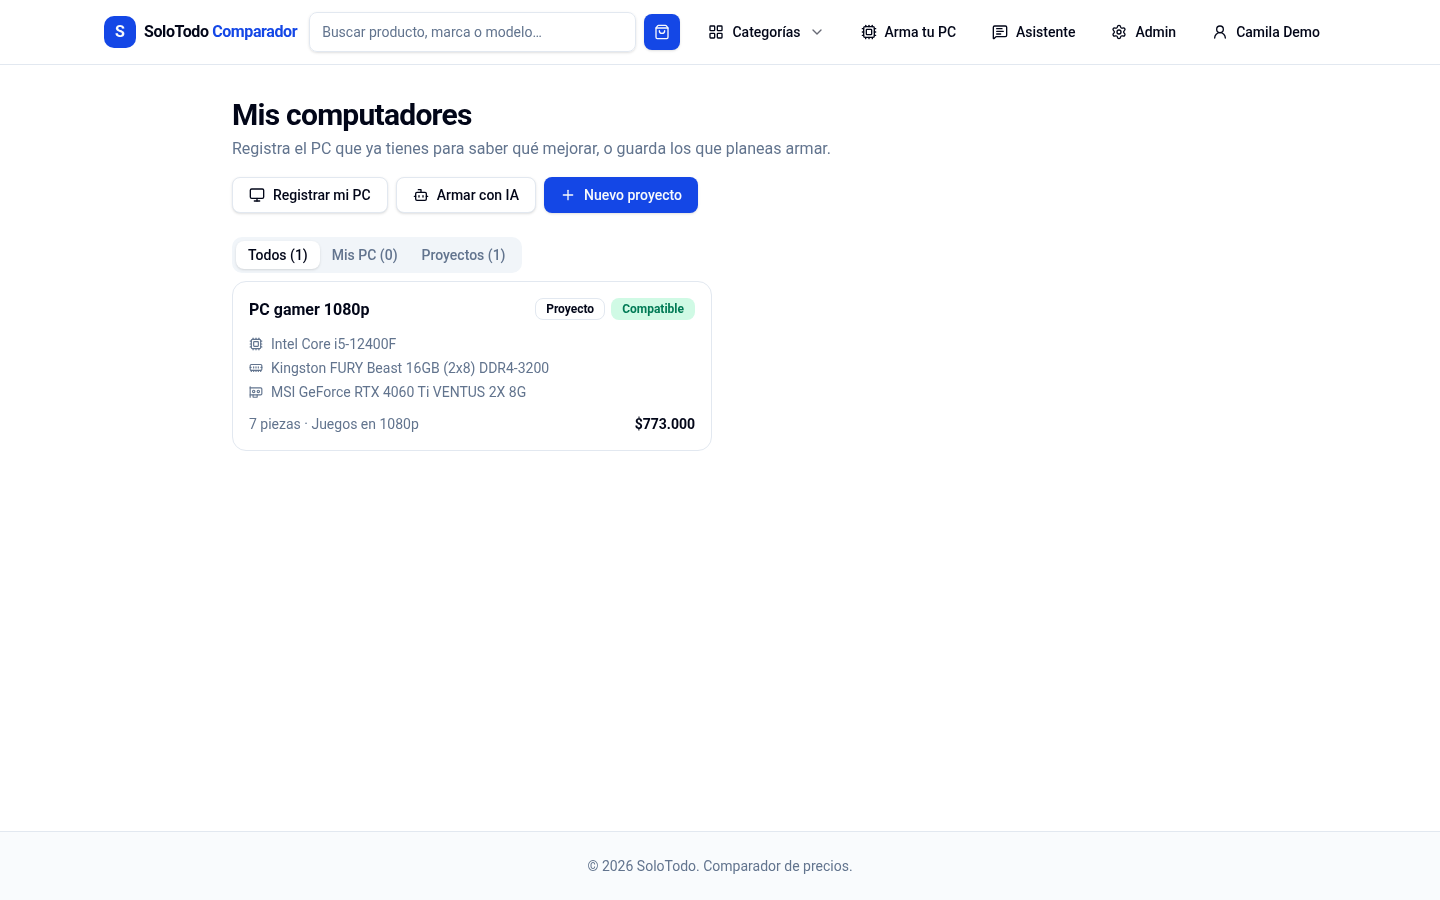 S SoloTodo Comparador Buscar producto, marca o modelo... Categorías Arma tu PC Asistente Admin Camila Demo
Mis computadores
Registra el PC que ya tienes para saber qué mejorar, o guarda los que planeas armar.
Registrar mi PC Armar con IA Nuevo proyecto
Todos (1) Mis PC (0) Proyectos (1)
PC gamer 1080p Proyecto Compatible
Intel Core i5-12400F
Kingston FURY Beast 16GB (2x8) DDR4-3200
MSI GeForce RTX 4060 Ti VENTUS 2X 8G
7 piezas · Juegos en 1080p $773.000
© 2026 SoloTodo. Comparador de precios.